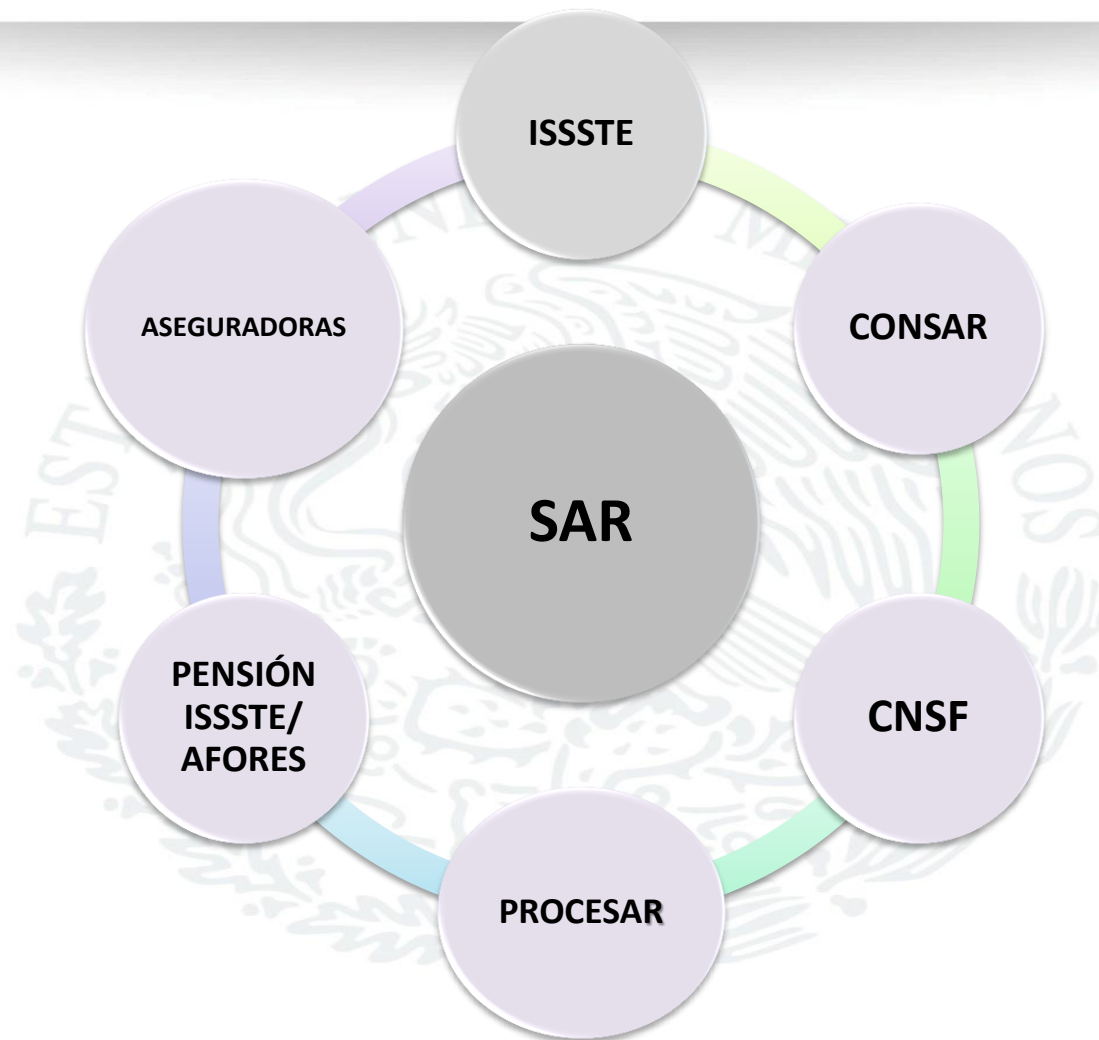 ISSSTE
CONSAR
CNSF
PROCESAR
PENSIÓN
ISSSTE/
AFORES
ASEGURADORAS
SAR